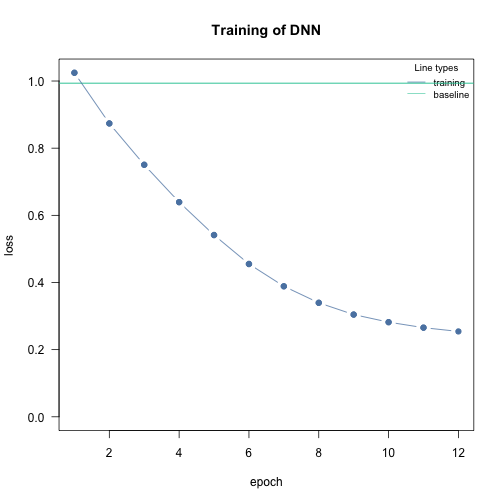 Training of DNN
Line types
training
baseline
1.0
0.8
0.6
0.4
0.2
0.0
loss
2 4 6 8 10 12
epoch